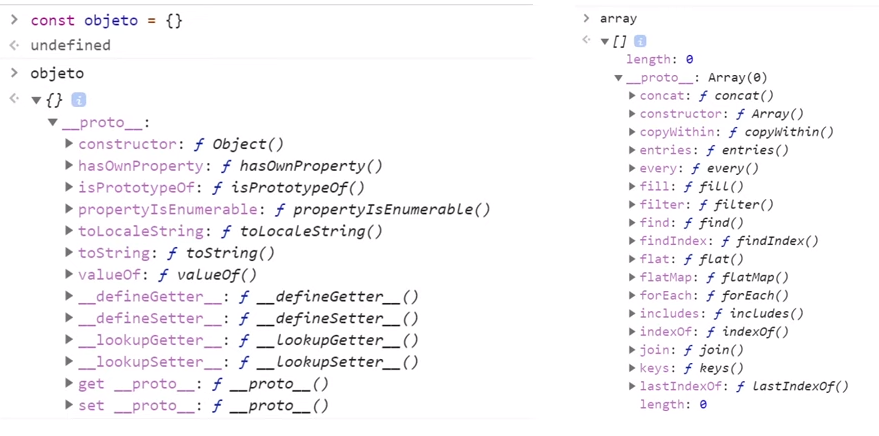 > const objeto = {}
<· undefined
> objeto
<· ▼{} i
▼__proto__:
▶constructor: ƒ Object()
▶hasOwnProperty: ƒ hasOwnProperty()
▶isPrototypeOf: ƒ isPrototypeOf()
▶propertyIsEnumerable: ƒ propertyIsEnumerable()
▶toLocaleString: ƒ toLocaleString()
▶toString: ƒ toString()
▶valueOf: ƒ valueOf()
▶__defineGetter__: ƒ __defineGetter__()
▶__defineSetter__: ƒ __defineSetter__()
▶__lookupGetter__: ƒ __lookupGetter__()
▶__lookupSetter__: ƒ __lookupSetter__()
▶get __proto__: ƒ __proto__()
▶set __proto__: ƒ __proto__()
> array
<· ▼[] i
length: 0
▼__proto__: Array(0)
▶concat: ƒ concat()
▶constructor: ƒ Array()
▶copyWithin: ƒ copyWithin()
▶entries: ƒ entries()
▶every: ƒ every()
▶fill: ƒ fill()
▶filter: ƒ filter()
▶find: ƒ find()
▶findIndex: ƒ findIndex()
▶flat: ƒ flat()
▶flatMap: ƒ flatMap()
▶forEach: ƒ forEach()
▶includes: ƒ includes()
▶indexOf: ƒ indexOf()
▶join: ƒ join()
▶keys: ƒ keys()
▶lastIndexOf: ƒ lastIndexOf()
length: 0